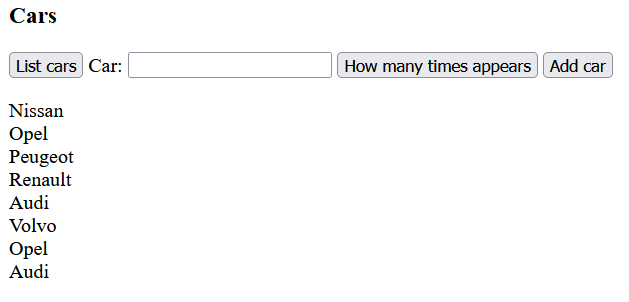 Cars
List cars Car: How many times appears Add car
Nissan
Opel
Peugeot
Renault
Audi
Volvo
Opel
Audi